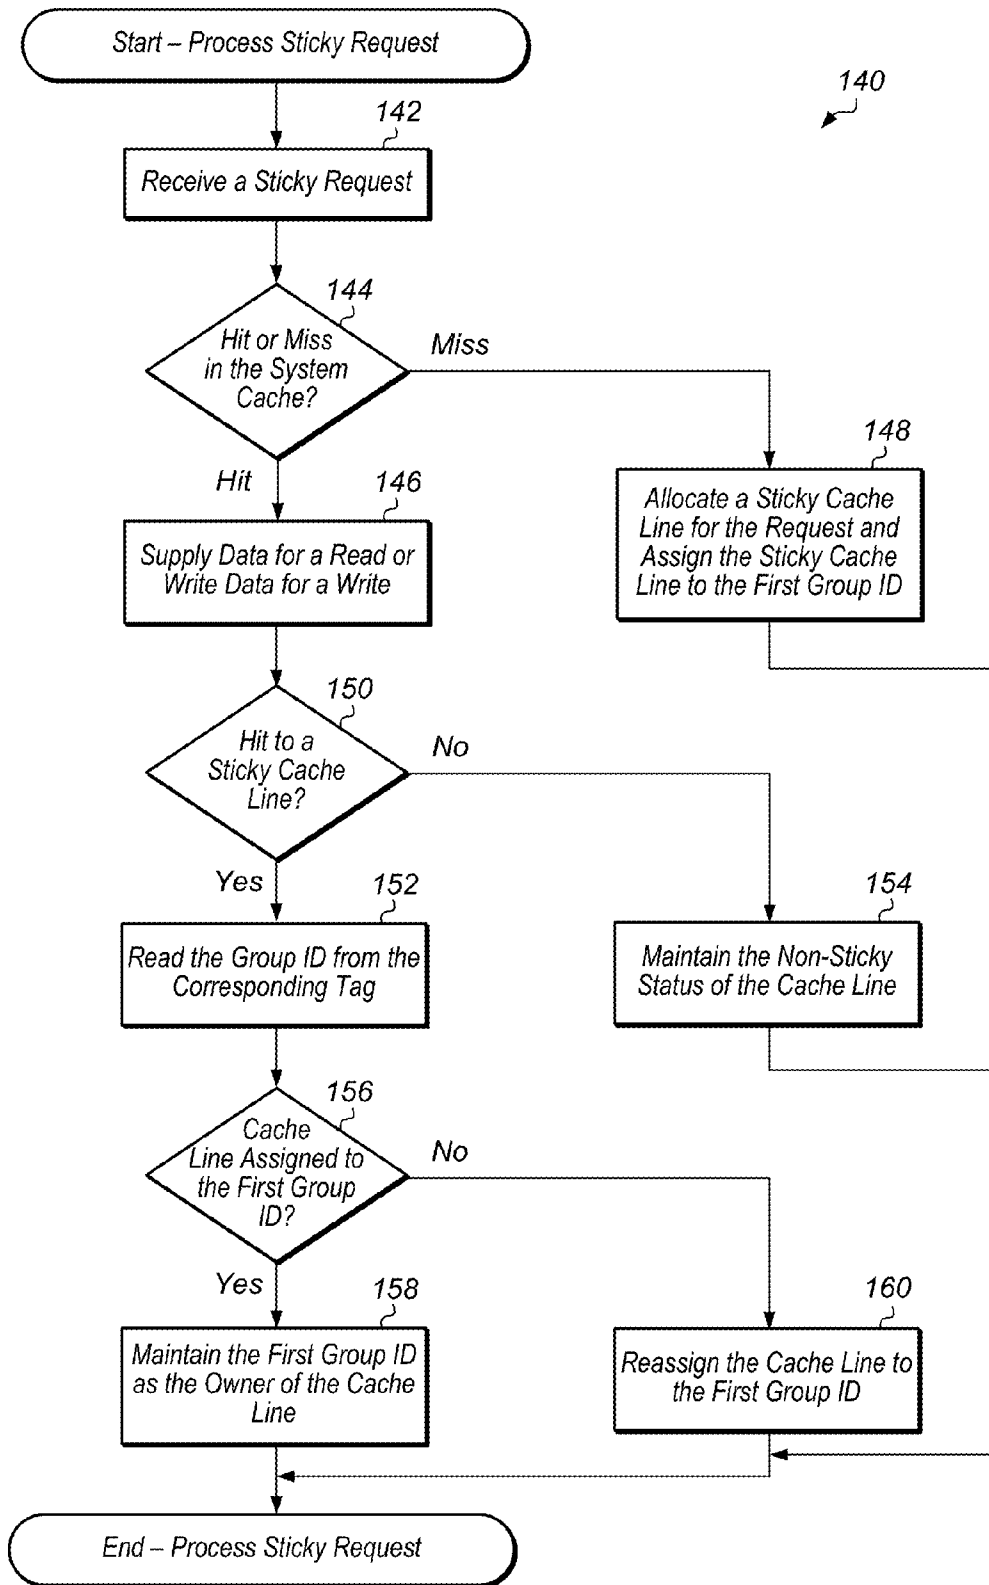 Start – Process Sticky Request
140
142
Receive a Sticky Request
144
Hit or Miss
in the System
Cache?
Miss
Hit
146
Supply Data for a Read or
Write Data for a Write
148
Allocate a Sticky Cache
Line for the Request and
Assign the Sticky Cache
Line to the First Group ID
150
Hit to a
Sticky Cache
Line?
No
Yes
152
Read the Group ID from the
Corresponding Tag
154
Maintain the Non-Sticky
Status of the Cache Line
156
Cache
Line Assigned to
the First Group
ID?
No
Yes
158
Maintain the First Group ID
as the Owner of the Cache
Line
160
Reassign the Cache Line to
the First Group ID
End – Process Sticky Request